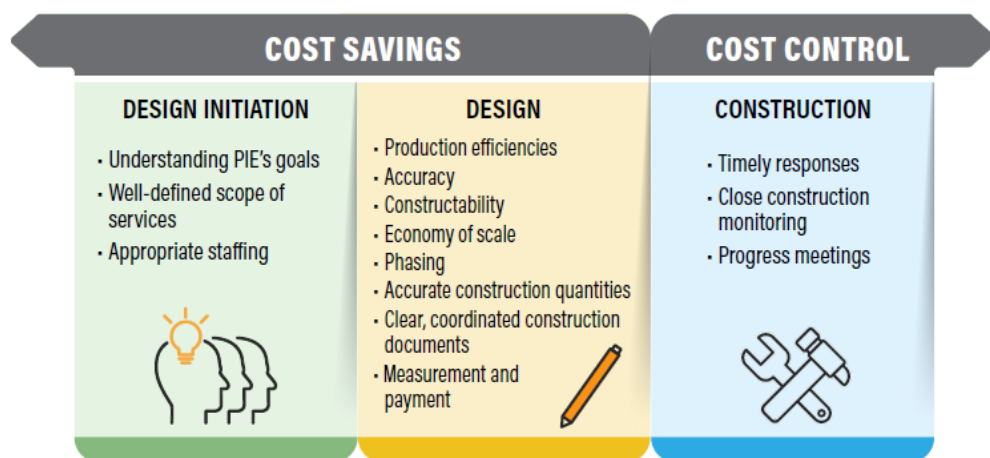 COST SAVINGS
COST CONTROL
DESIGN INITIATION
· Understanding PIE's goals
· Well-defined scope of
services
· Appropriate staffing
DESIGN
· Production efficiencies
· Accuracy
· Constructability
· Economy of scale
· Phasing
· Accurate construction quantities
· Clear, coordinated construction
documents
· Measurement and
payment
CONSTRUCTION
· Timely responses
· Close construction
monitoring
· Progress meetings